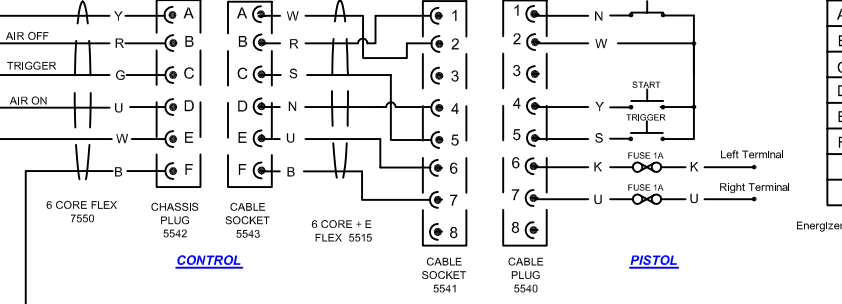 Y A A W 1 1 N
AIR OFF R B B R 2 2 W
TRIGGER G C C S 3 3
START
AIR ON U D D N 4 4 Y
TRIGGER
W E E U 5 5 S
B F F B 6 6 K FUSE 1A K Left Terminal
7 7 U FUSE 1A U Right Terminal
8 8
6 CORE FLEX
7550
CHASSIS
PLUG
5542
CABLE
SOCKET
5543
6 CORE + E
FLEX 5515
CONTROL
CABLE
SOCKET
5541
CABLE
PLUG
5540
PISTOL